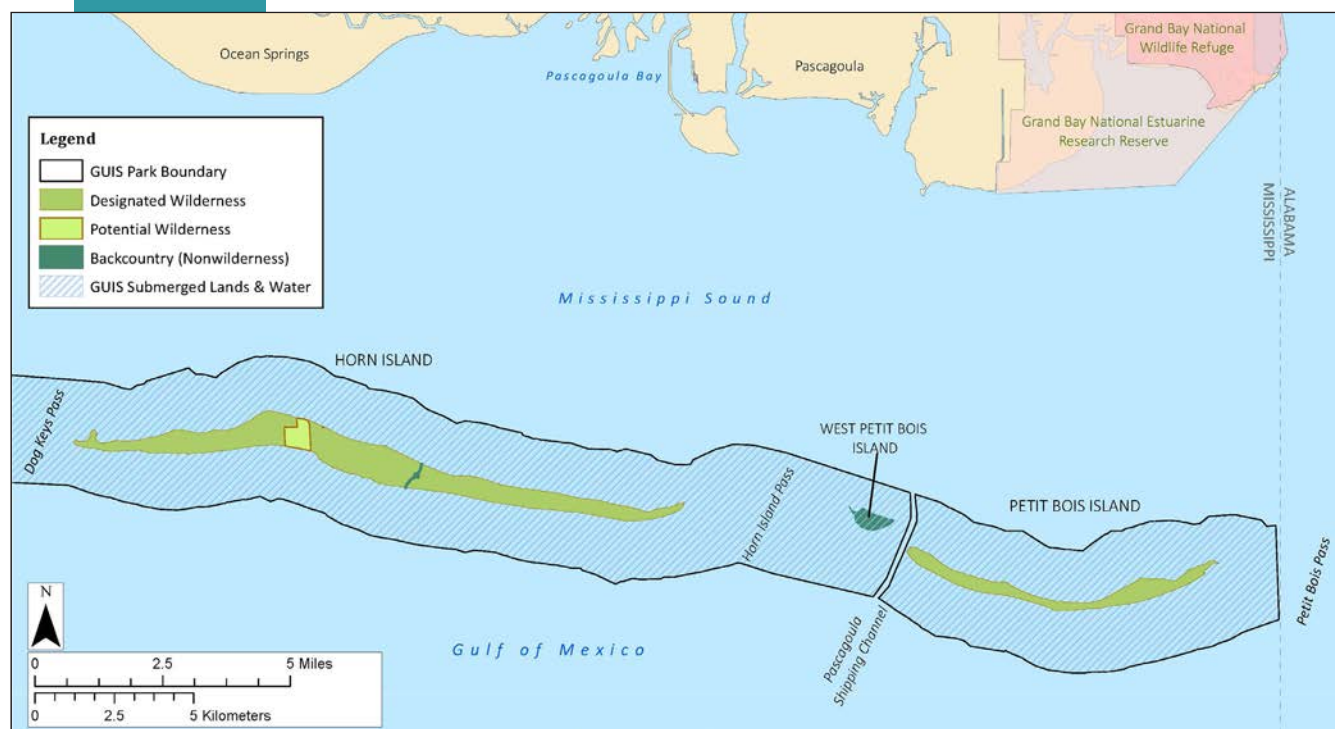 Ocean Springs
Pascagoula Bay
Pascagoula
Grand Bay National
Wildlife Refuge
Grand Bay National Estuarine
Research Reserve
Legend
GUIS Park Boundary
Designated Wilderness
Potential Wilderness
Backcountry (Nonwilderness)
GUIS Submerged Lands & Water
ALABAMA
MISSISSIPPI
Mississippi Sound
HORN ISLAND
Dog Keys Pass
WEST PETIT BOIS
ISLAND
Horn Island Pass
PETIT BOIS ISLAND
Petit Bois Pass
Pascagoula
Shipping Channel
Gulf of Mexico
N
0 2.5 5 Miles
0 2.5 5 Kilometers